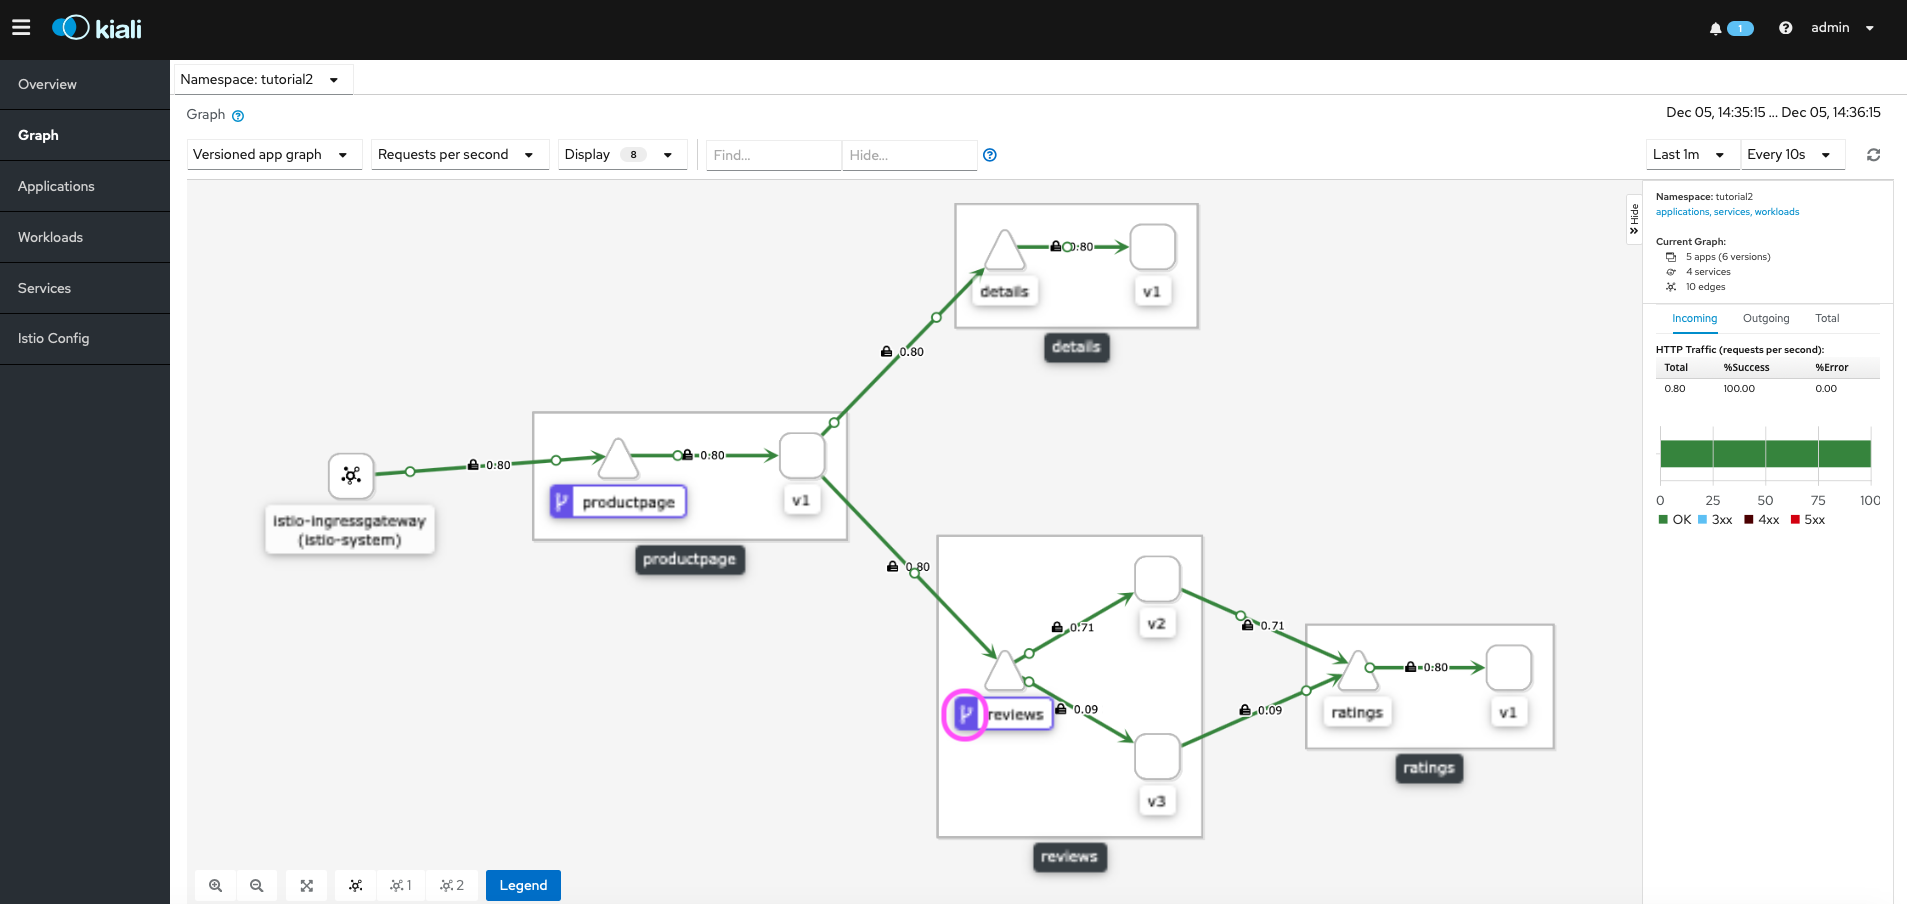 kiali
1
admin
Overview
Graph
Applications
Workloads
Services
Istio Config
Namespace: tutorial2
Graph
Dec 05, 14:35:15 ... Dec 05, 14:36:15
Versioned app graph
Requests per second
Display 8
Find...
Hide...
Last 1m
Every 10s
0.80
details
v1
details
0.80
0.80
0.80
istio-ingressgateway
(istio-system)
productpage
v1
productpage
0.80
0.71
v2
0.71
reviews
0.09
0.09
v3
reviews
0.80
ratings
v1
ratings
1
2
Legend
Hide
Namespace: tutorial2
applications, services, workloads
Current Graph:
5 apps (6 versions)
4 services
10 edges
Incoming Outgoing Total
HTTP Traffic (requests per second):
Total %Success %Error
0.80 100.00 0.00
0 25 50 75 100
OK 3xx 4xx 5xx